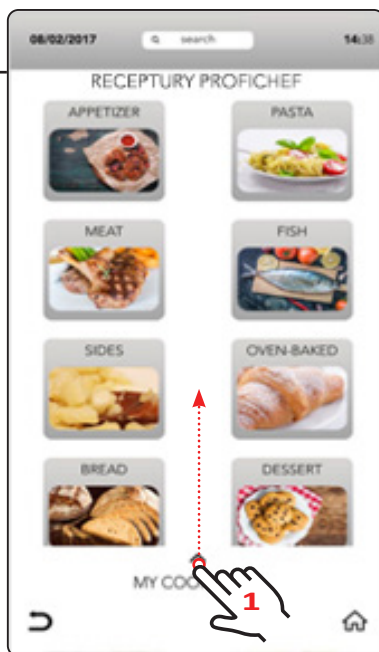 08/02/2017 search 14:38
RECEPTURY PROFICHEF
APPETIZER PASTA
MEAT FISH
SIDES OVEN-BAKED
BREAD DESSERT
MY
1